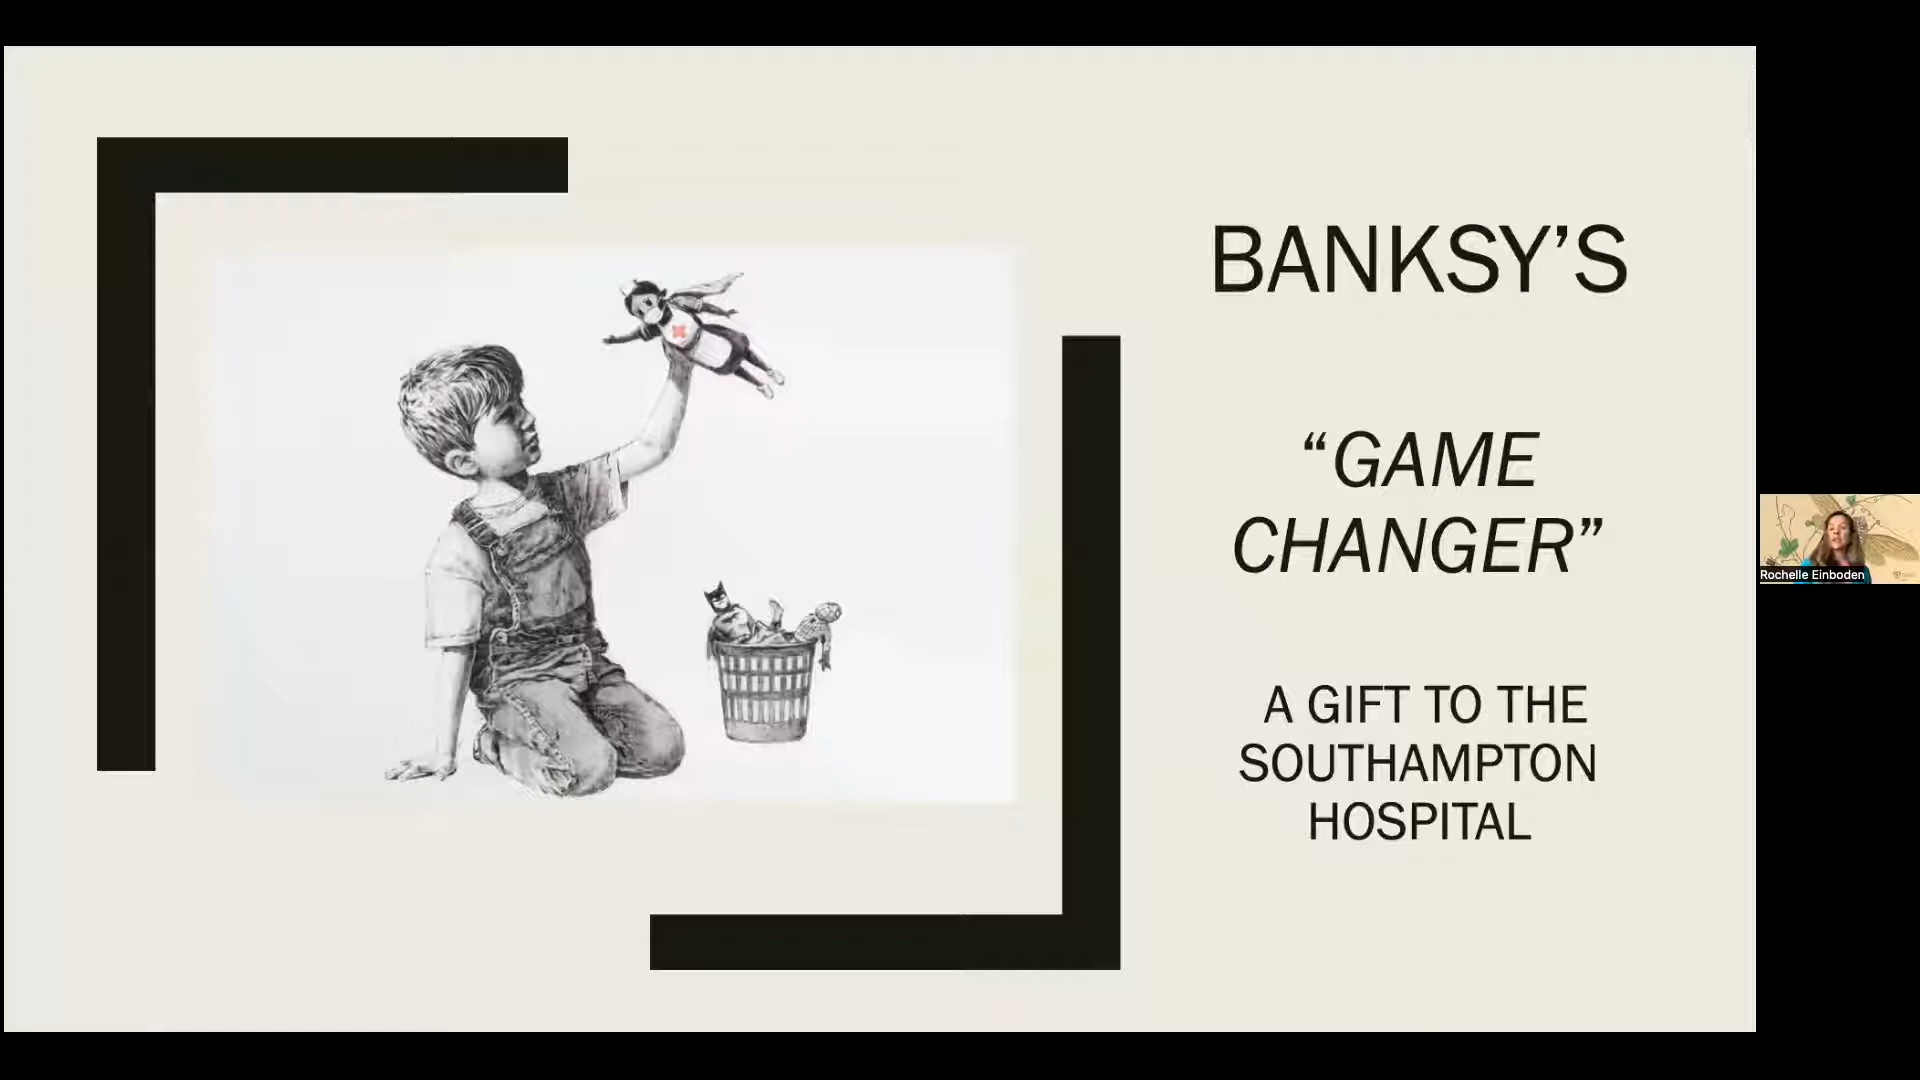 BANKSY’S
“GAME
CHANGER”
A GIFT TO THE
SOUTHAMPTON
HOSPITAL
Rochelle Einboden